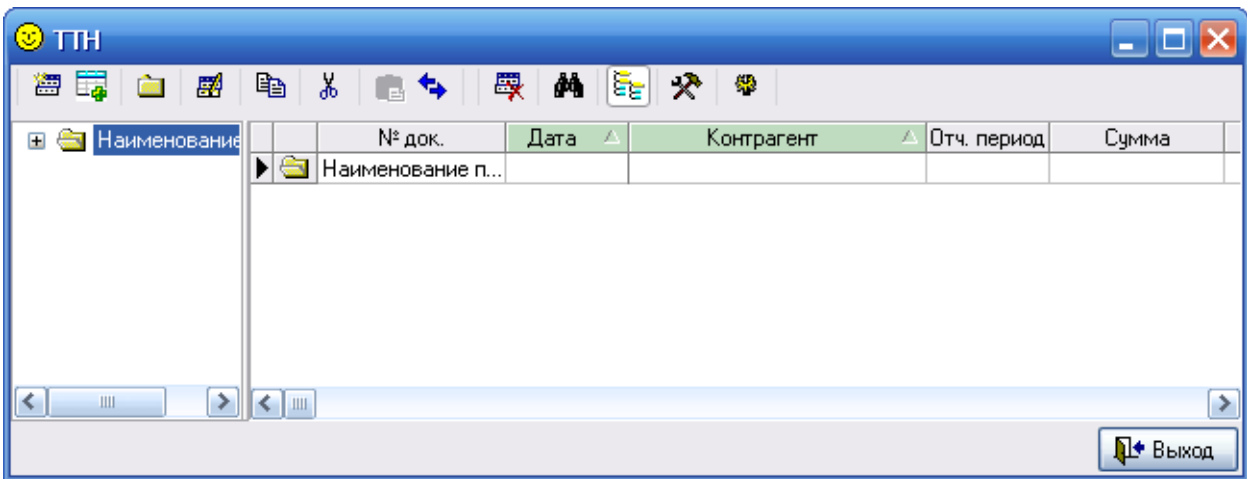 ТТН
Наименование
№ док. Дата Контрагент Отч. период Сумма
Наименование п...
Выход